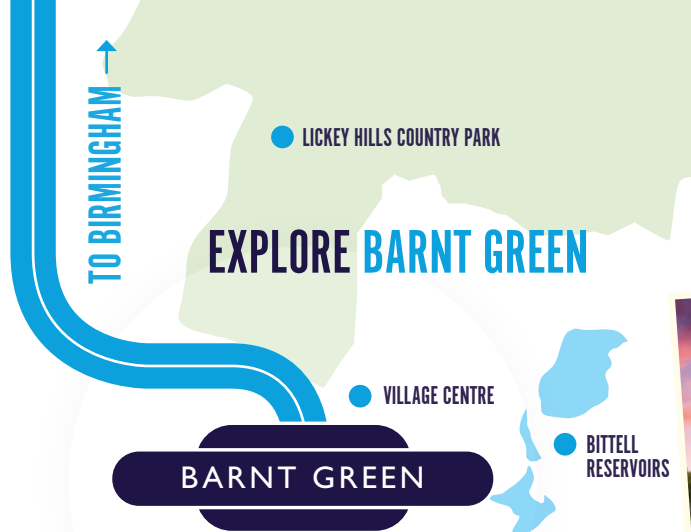 TO BIRMINGHAM →
LICKEY HILLS COUNTRY PARK
EXPLORE BARNT GREEN
VILLAGE CENTRE
BITTELL
RESERVOIRS
BARNT GREEN